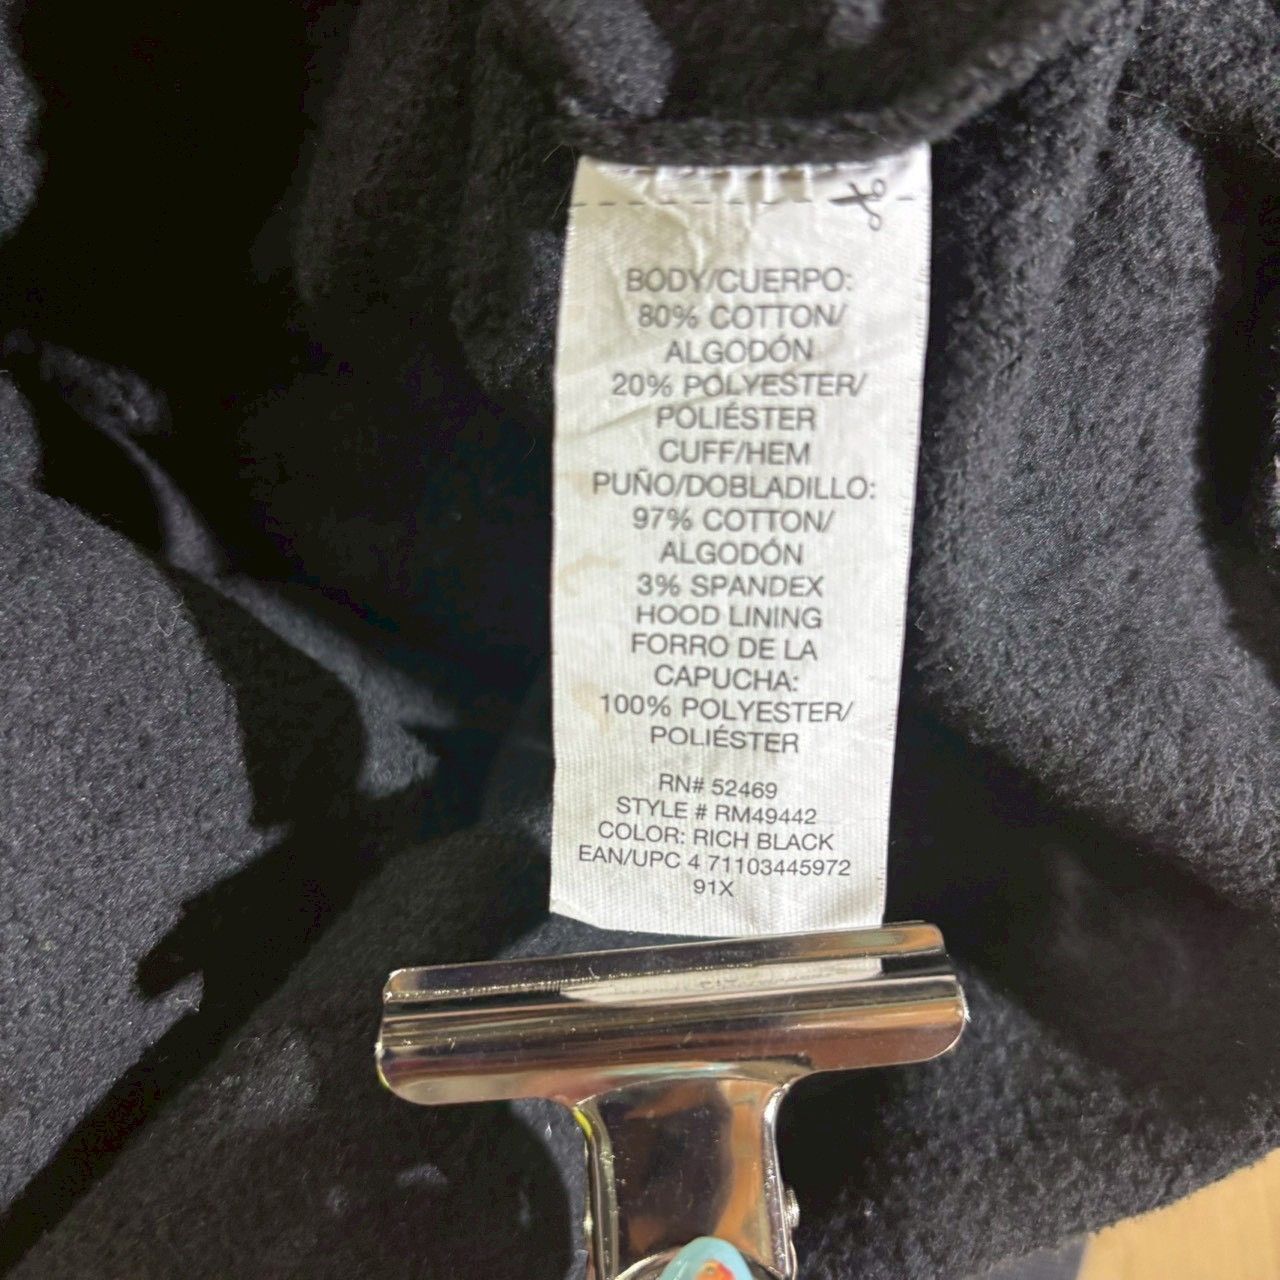 BODY/CUERPO:
80% COTTON/
ALGODÓN
20% POLYESTER/
POLIÉSTER
CUFF/HEM
PUÑO/DOBLADILLO:
97% COTTON/
ALGODÓN
3% SPANDEX
HOOD LINING
FORRO DE LA
CAPUCHA:
100% POLYESTER/
POLIÉSTER
RN# 52469
STYLE # RM49442
COLOR: RICH BLACK
EAN/UPC 4 71103445972
91X